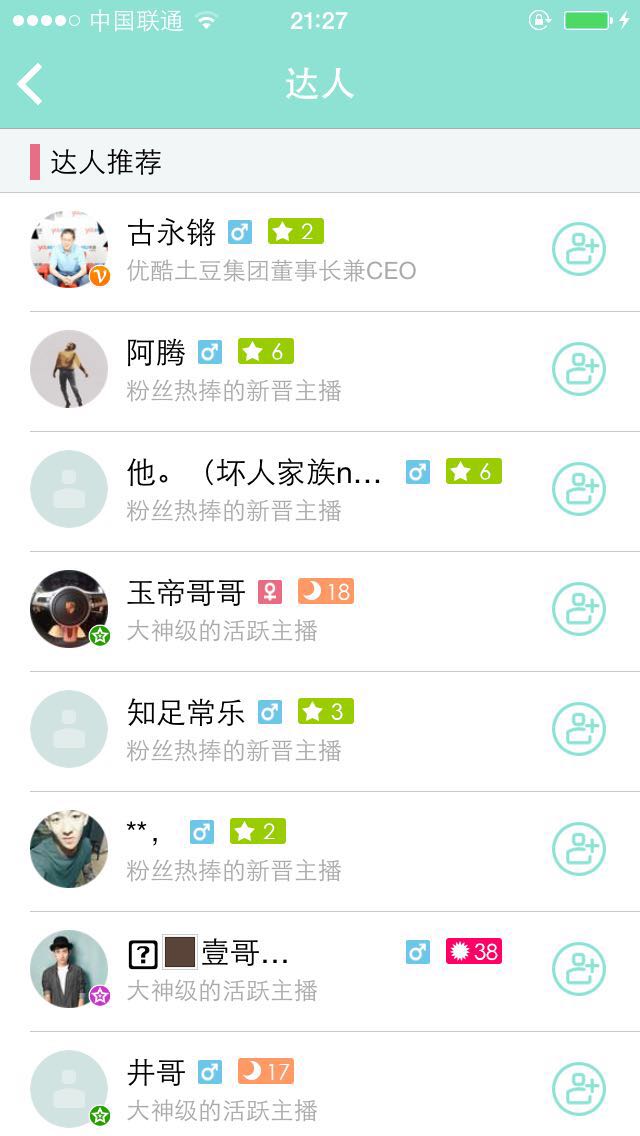 中国联通 21:27
达人
达人推荐
古永锵 2
优酷土豆集团董事长兼CEO
阿腾 6
粉丝热捧的新晋主播
他。（坏人家族n... 6
粉丝热捧的新晋主播
玉帝哥哥 18
大神级的活跃主播
知足常乐 3
粉丝热捧的新晋主播
**， 2
粉丝热捧的新晋主播
?壹哥... 38
大神级的活跃主播
井哥 17
大神级的活跃主播